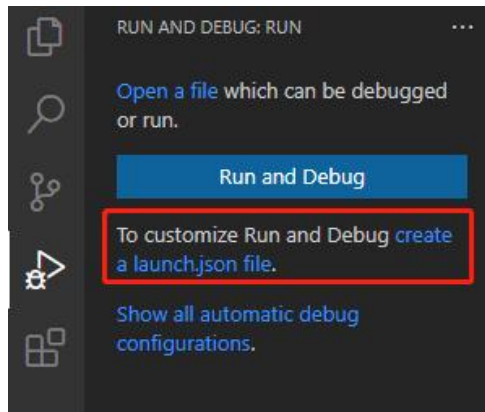 RUN AND DEBUG: RUN
Open a file which can be debugged
or run.
Run and Debug
To customize Run and Debug create
a launch.json file.
Show all automatic debug
configurations.